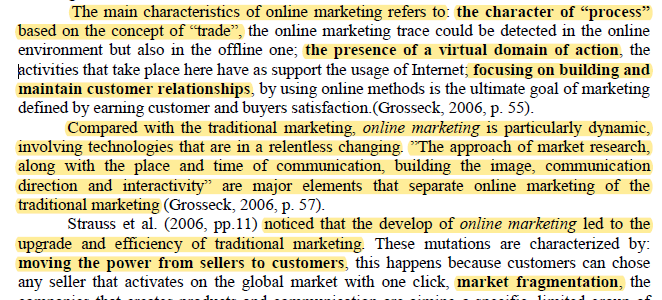 The main characteristics of online marketing refers to: the character of “process”
based on the concept of “trade”, the online marketing trace could be detected in the online
environment but also in the offline one; the presence of a virtual domain of action, the
activities that take place here have as support the usage of Internet; focusing on building and
maintain customer relationships, by using online methods is the ultimate goal of marketing
defined by earning customer and buyers satisfaction.(Grosseck, 2006, p. 55).
Compared with the traditional marketing, online marketing is particularly dynamic,
involving technologies that are in a relentless changing. ”The approach of market research,
along with the place and time of communication, building the image, communication
direction and interactivity” are major elements that separate online marketing of the
traditional marketing (Grosseck, 2006, p. 57).
Strauss et al. (2006, pp.11) noticed that the develop of online marketing led to the
upgrade and efficiency of traditional marketing. These mutations are characterized by:
moving the power from sellers to customers, this happens because customers can chose
any seller that activates on the global market with one click, market fragmentation, the